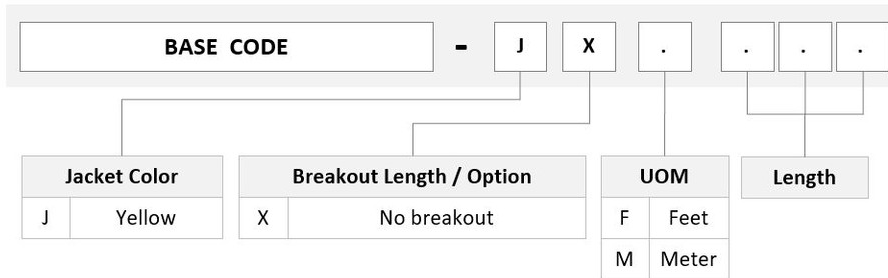 BASE CODE - J X . . . .
Jacket Color
J Yellow
Breakout Length / Option
X No breakout
UOM
F Feet
M Meter
Length